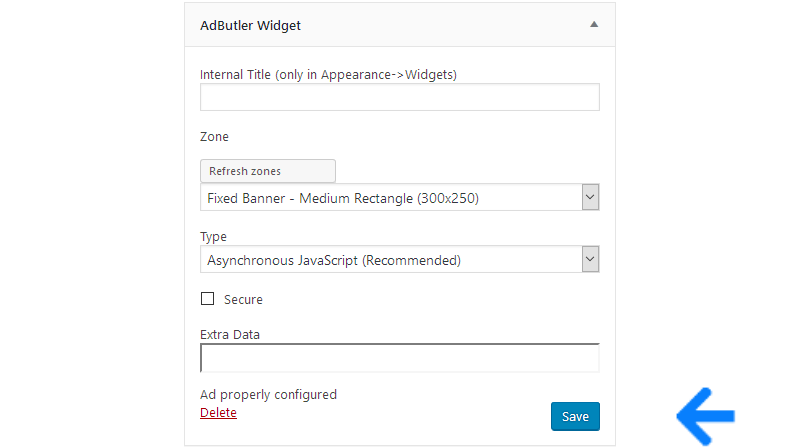 AdButler Widget
Internal Title (only in Appearance->Widgets)
Zone
Refresh zones
Fixed Banner - Medium Rectangle (300x250)
Type
Asynchronous JavaScript (Recommended)
Secure
Extra Data
Ad properly configured
Delete
Save